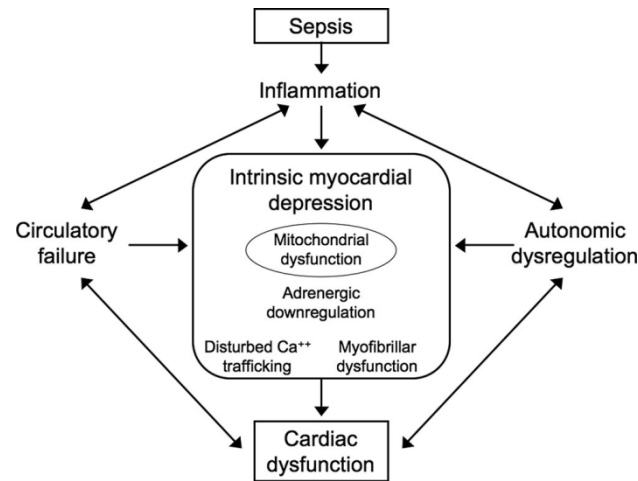 Sepsis
Inflammation
Intrinsic myocardial
depression
Circulatory
failure
Mitochondrial
dysfunction
Autonomic
dysregulation
Adrenergic
downregulation
Disturbed Ca⁺⁺
trafficking
Myofibrillar
dysfunction
Cardiac
dysfunction